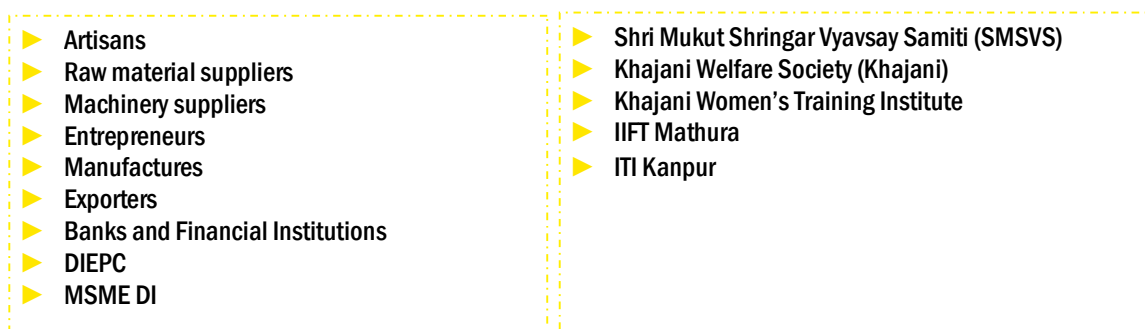 ► Artisans
► Raw material suppliers
► Machinery suppliers
► Entrepreneurs
► Manufactures
► Exporters
► Banks and Financial Institutions
► DIEPC
► MSME DI
► Shri Mukut Shringar Vyavsay Samiti (SMSVS)
► Khajani Welfare Society (Khajani)
► Khajani Women's Training Institute
► IIFT Mathura
► ITI Kanpur